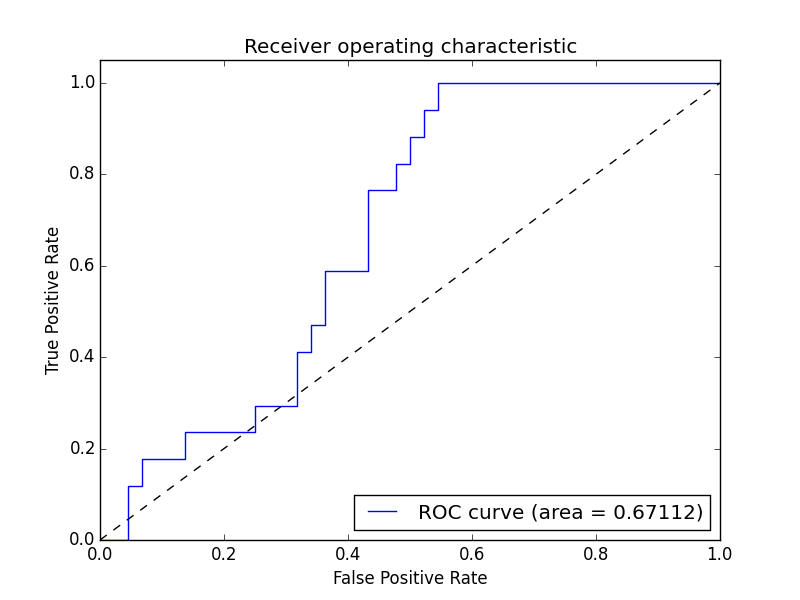 Receiver operating characteristic
1.0
0.8
0.6
0.4
0.2
0.0
True Positive Rate
ROC curve (area = 0.67112)
0.0 0.2 0.4 0.6 0.8 1.0
False Positive Rate